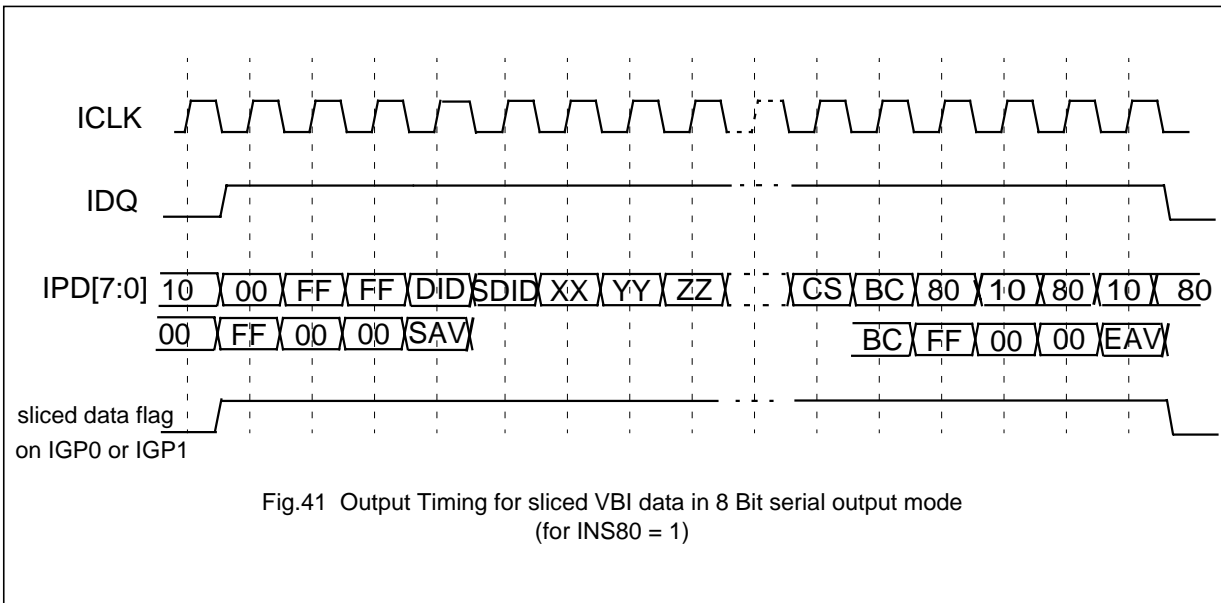 ICLK
IDQ
IPD[7:0] 10 00 FF FF DID SDID XX YY ZZ CS BC 80 10 80 10 80
00 FF 00 00 SAV BC FF 00 00 EAV
sliced data flag
on IGP0 or IGP1
Fig.41 Output Timing for sliced VBI data in 8 Bit serial output mode
(for INS80 = 1)